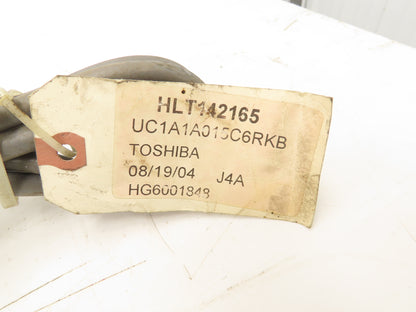 HLT142165
UC1A1A015C6RKB
TOSHIBA
08/19/04 J4A
HG6001848